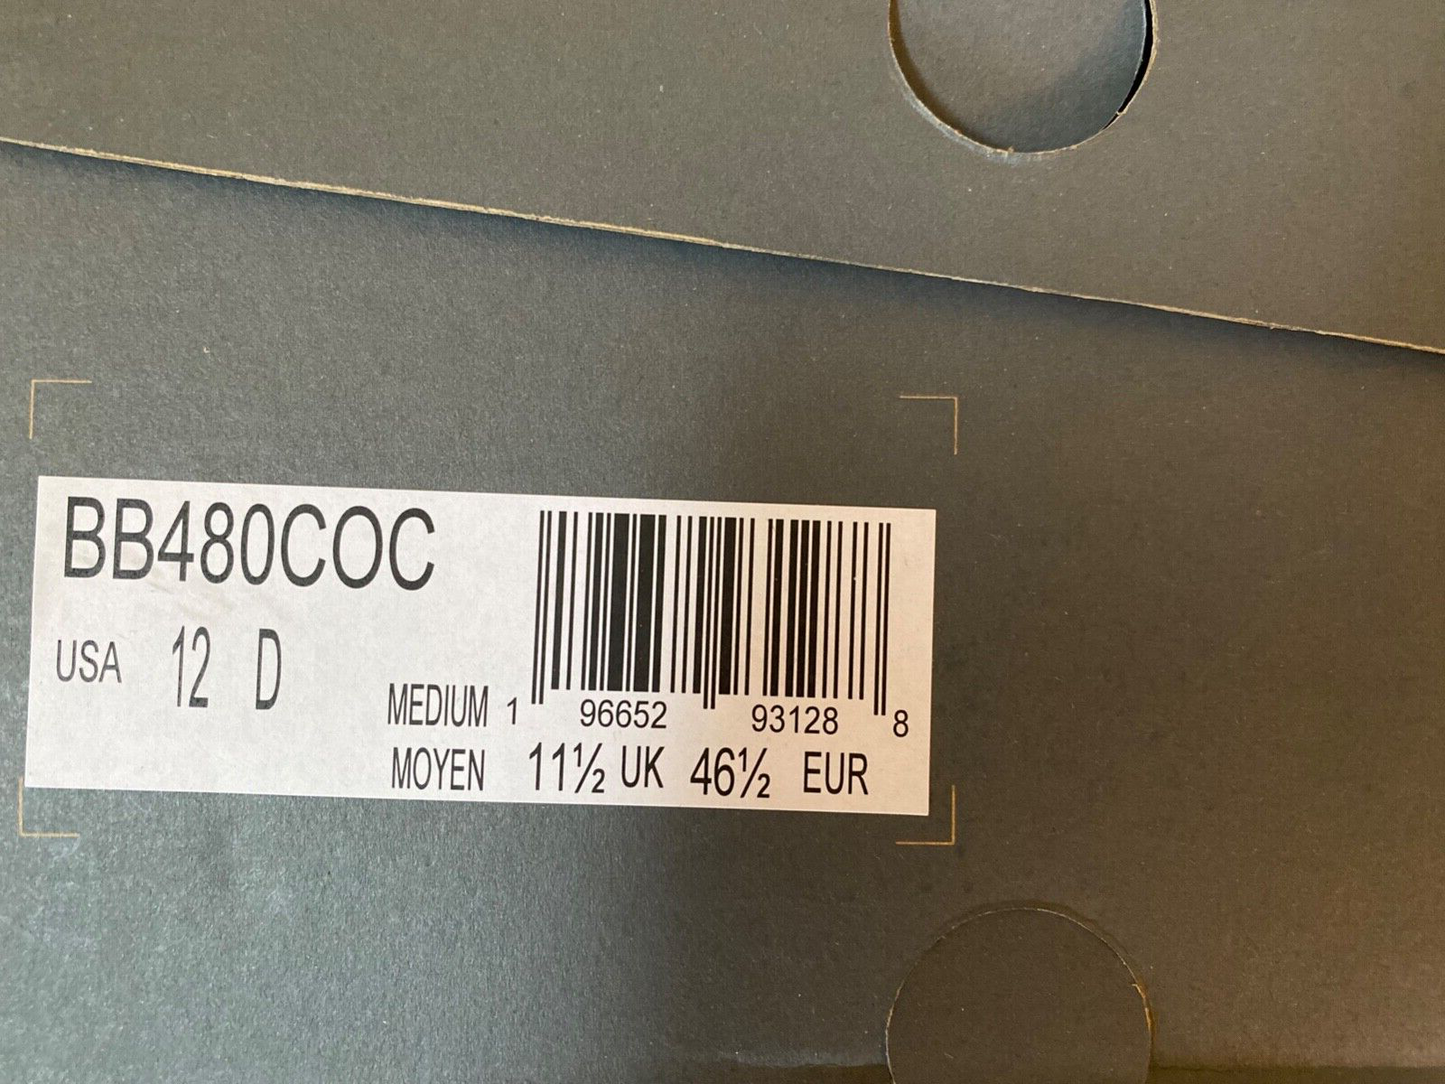 BB480COC
USA 12 D
MEDIUM 1 96652 93128 8
MOYEN 11½ UK 46½ EUR